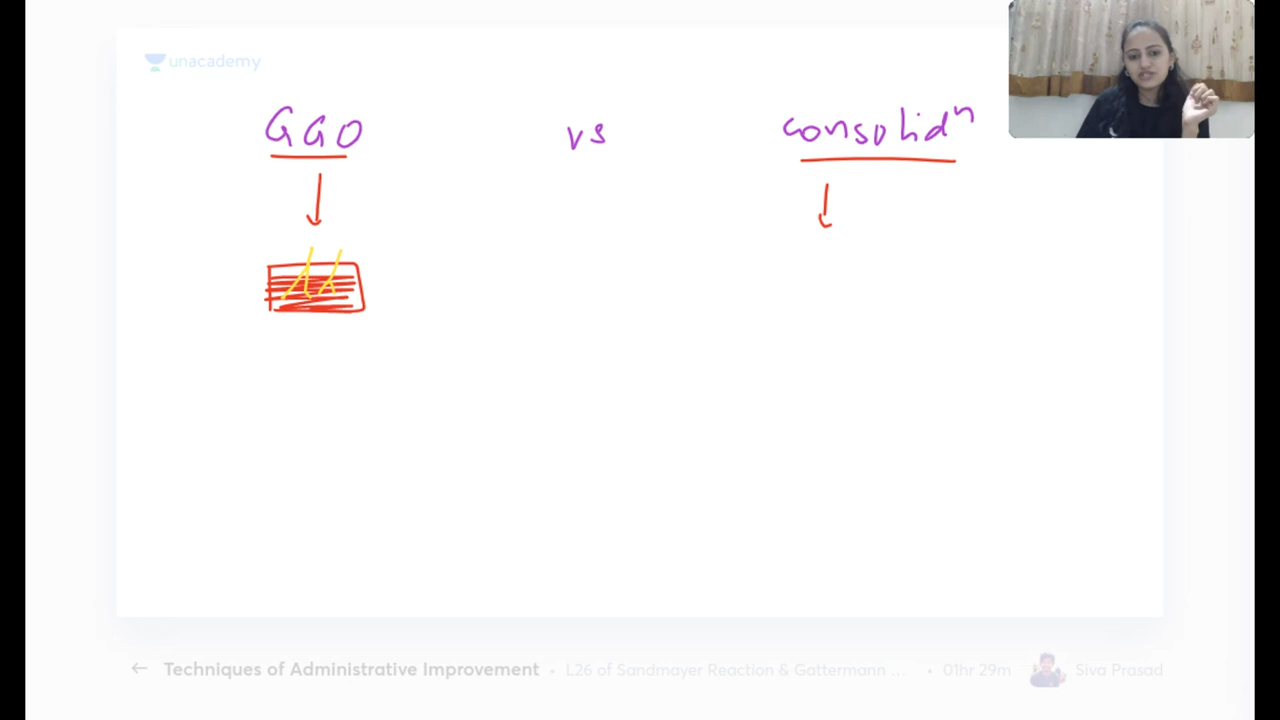 unacademy
GGO vs consolidⁿ
← Techniques of Administrative Improvement • L26 of Sandmayer Reaction & Gattermann ... • 01hr 29m Siva Prasad